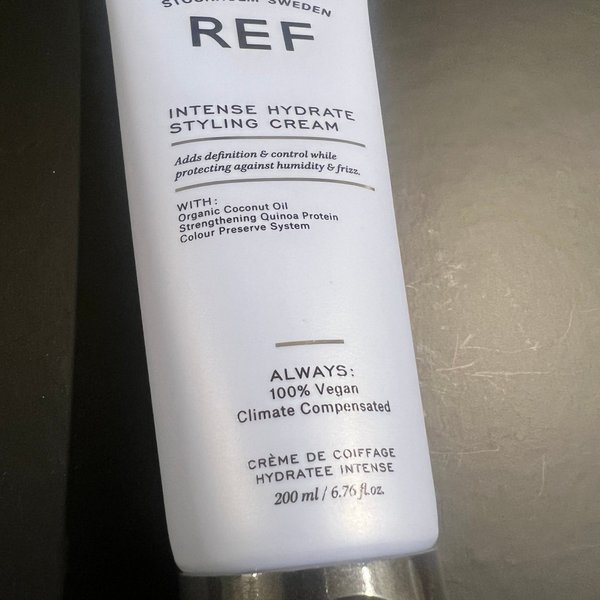 STOCKHOLM SWEDEN
REF
INTENSE HYDRATE
STYLING CREAM
Adds definition & control while
protecting against humidity & frizz.
WITH:
Organic Coconut Oil
Strengthening Quinoa Protein
Colour Preserve System
ALWAYS:
100% Vegan
Climate Compensated
CRÈME DE COIFFAGE
HYDRATEE INTENSE
200 ml / 6.76 fl.oz.